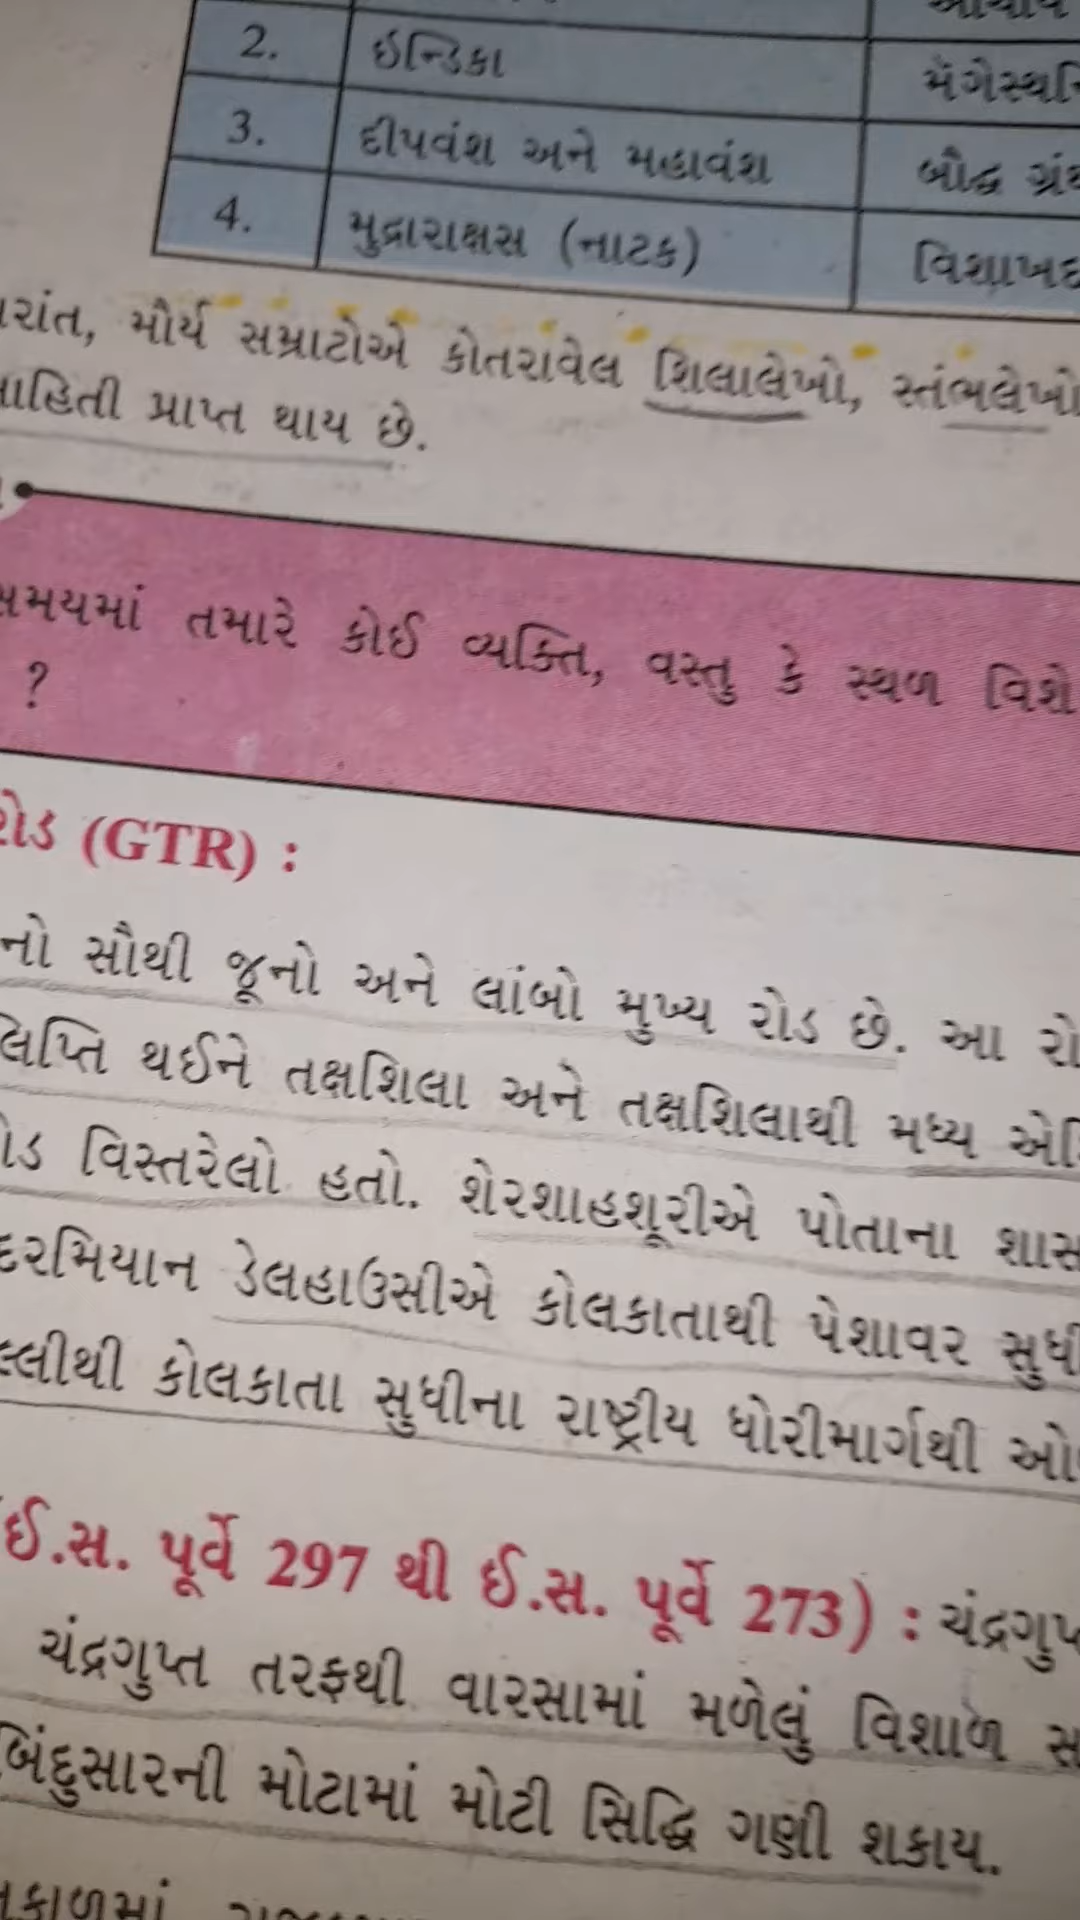 2. ઈન્ડિકા
3. દીપવંશ અને મહાવંશ બૌદ્ધ
4. મુદ્રારાક્ષસ (નાટક)
મૌર્ય સમ્રાટોએ કોતરાવેલ શિલાલેખો, સ્તંભલેખો
પ્રાપ્ત થાય છે.
સમયમાં તમારે કોઈ વ્યક્તિ, વસ્તુ કે સ્થળ વિશે
?
(GTR) :
સૌથી જૂનો અને લાંબો મુખ્ય રોડ છે. આ
થઈને તક્ષશિલા અને તક્ષશિલાથી મધ્ય
વિસ્તરેલો હતો. શેરશાહશૂરીએ પોતાના
દરમિયાન ડેલહાઉસીએ કોલકાતાથી પેશાવર સુધી
કોલકાતા સુધીના રાષ્ટ્રીય ધોરીમાર્ગથી
ઈ.સ. પૂર્વે 297 થી ઈ.સ. પૂર્વે 273) :
ચંદ્રગુપ્ત તરફથી વારસામાં મળેલું વિશાળ
બિંદુસારની મોટામાં મોટી સિદ્ધિ ગણી શકાય.